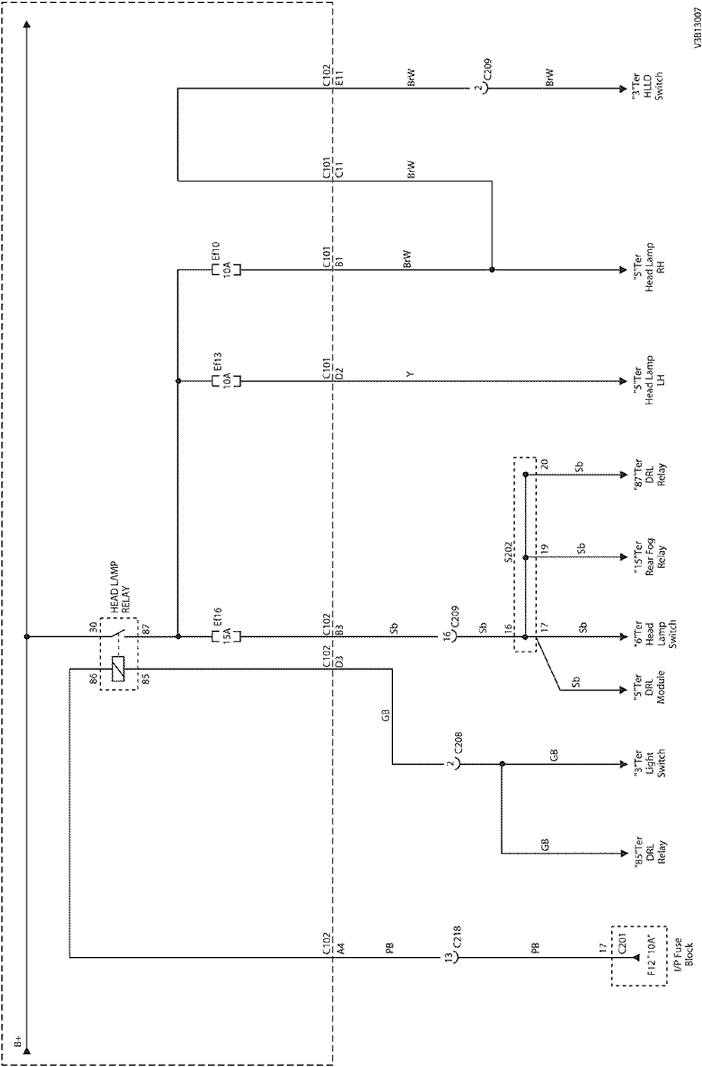 V3B13007
B+
HEAD LAMP
RELAY
30
87
86
85
Ef10
10A
Ef13
10A
Ef16
15A
C102
E11
BrW
2
C209
BrW
"3"Ter
HLLD
Switch
C101
C11
BrW
C101
B1
BrW
"5"Ter
Head Lamp
RH
C101
D2
Y
"5"Ter
Head Lamp
LH
S202
20
Sb
"87"Ter
DRL
Relay
19
Sb
"15"Ter
Rear Fog
Relay
C102
B3
Sb
16
C209
Sb
16
17
Sb
"6"Ter
Head
Lamp
Switch
Sb
"5"Ter
DRL
Module
C102
D3
GB
2
C208
GB
"3"Ter
Light
Switch
GB
"85"Ter
DRL
Relay
C102
A4
PB
13
C218
PB
17
C201
F12 "10A"
I/P Fuse
Block